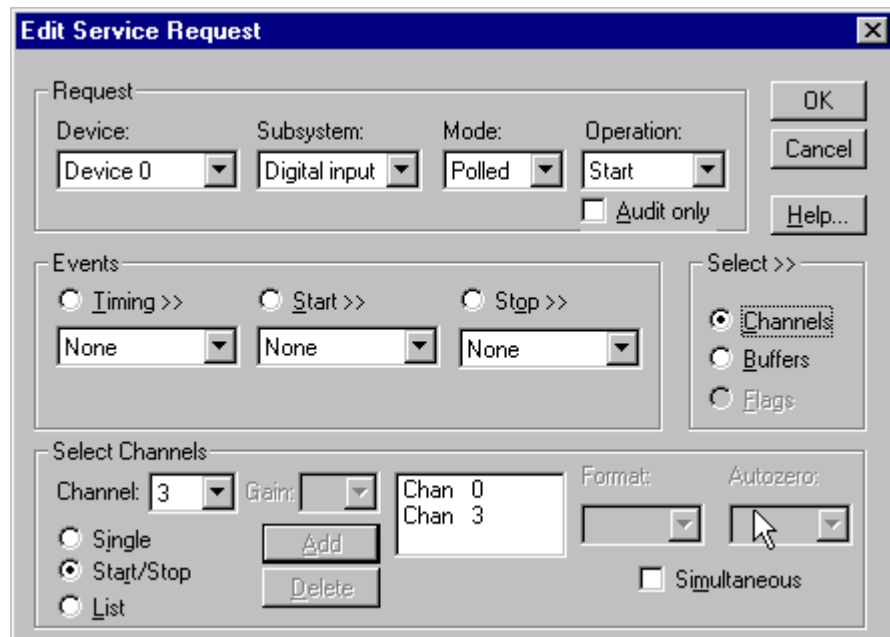 Edit Service Request
Request
OK
Device: Subsystem: Mode: Operation:
Device 0 Digital input Polled Start
Cancel
Audit only
Help...
Events
Select >>
Timing >> Start >> Stop >>
None None None
Channels
Buffers
Flags
Select Channels
Channel: 3 Gain:
Chan 0
Chan 3
Format: Autozero:
Single
Start/Stop
List
Add
Delete
Simultaneous